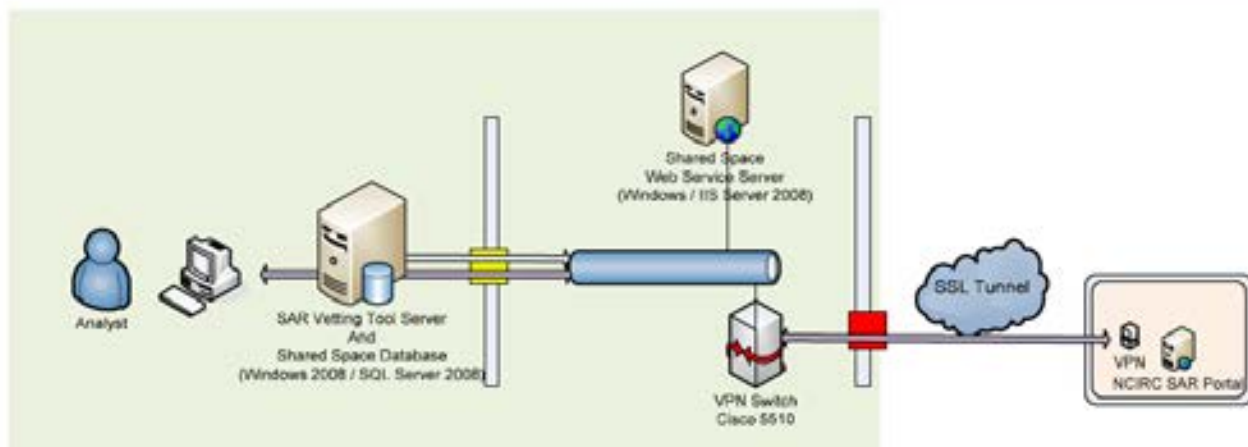 Shared Space
Web Service Server
(Windows / IIS Server 2008)
Analyst
SAR Vetting Tool Server
And
Shared Space Database
(Windows 2008 / SQL Server 2008)
VPN Switch
Cisco 5510
SSL Tunnel
VPN
NCIRC SAR Portal